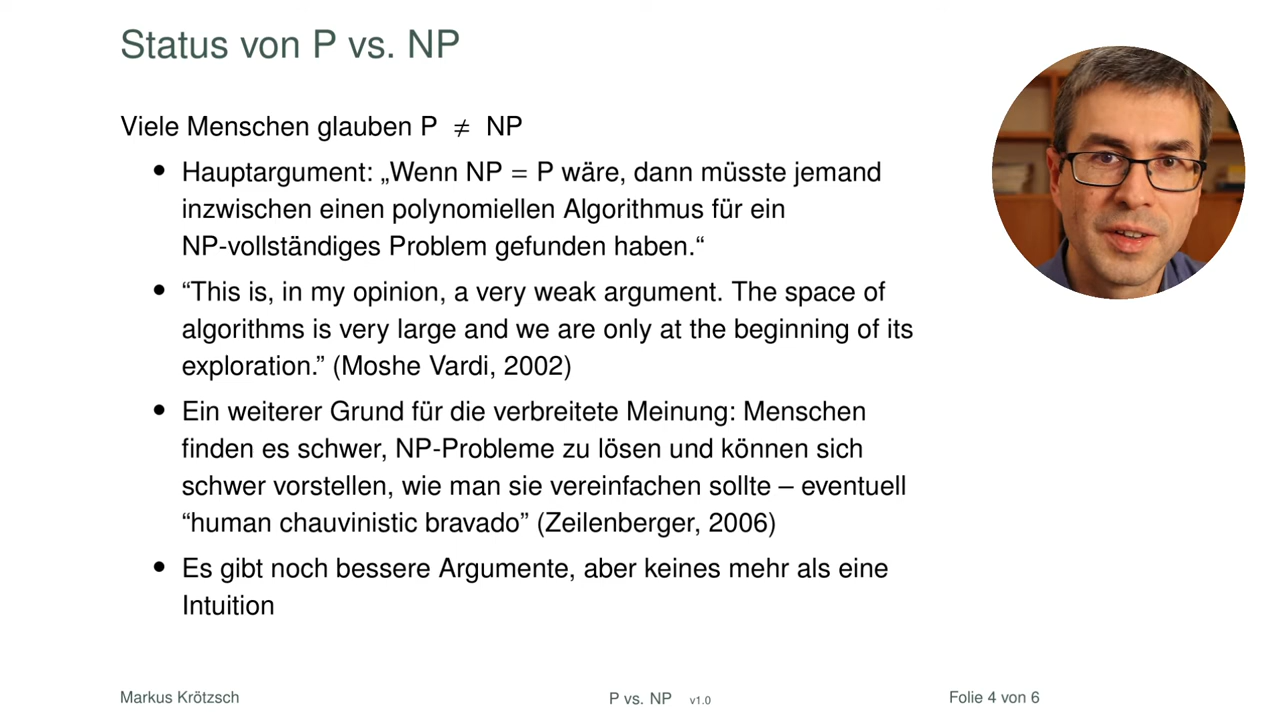 Status von P vs. NP
Viele Menschen glauben P ≠ NP
• Hauptargument: „Wenn NP = P wäre, dann müsste jemand
inzwischen einen polynomiellen Algorithmus für ein
NP-vollständiges Problem gefunden haben.“
• “This is, in my opinion, a very weak argument. The space of
algorithms is very large and we are only at the beginning of its
exploration.” (Moshe Vardi, 2002)
• Ein weiterer Grund für die verbreitete Meinung: Menschen
finden es schwer, NP-Probleme zu lösen und können sich
schwer vorstellen, wie man sie vereinfachen sollte – eventuell
“human chauvinistic bravado” (Zeilenberger, 2006)
• Es gibt noch bessere Argumente, aber keines mehr als eine
Intuition
Markus Krötzsch P vs. NP v1.0 Folie 4 von 6